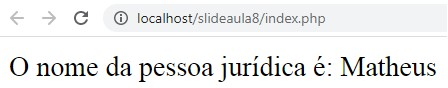 localhost/slideaula8/index.php
O nome da pessoa jurídica é: Matheus